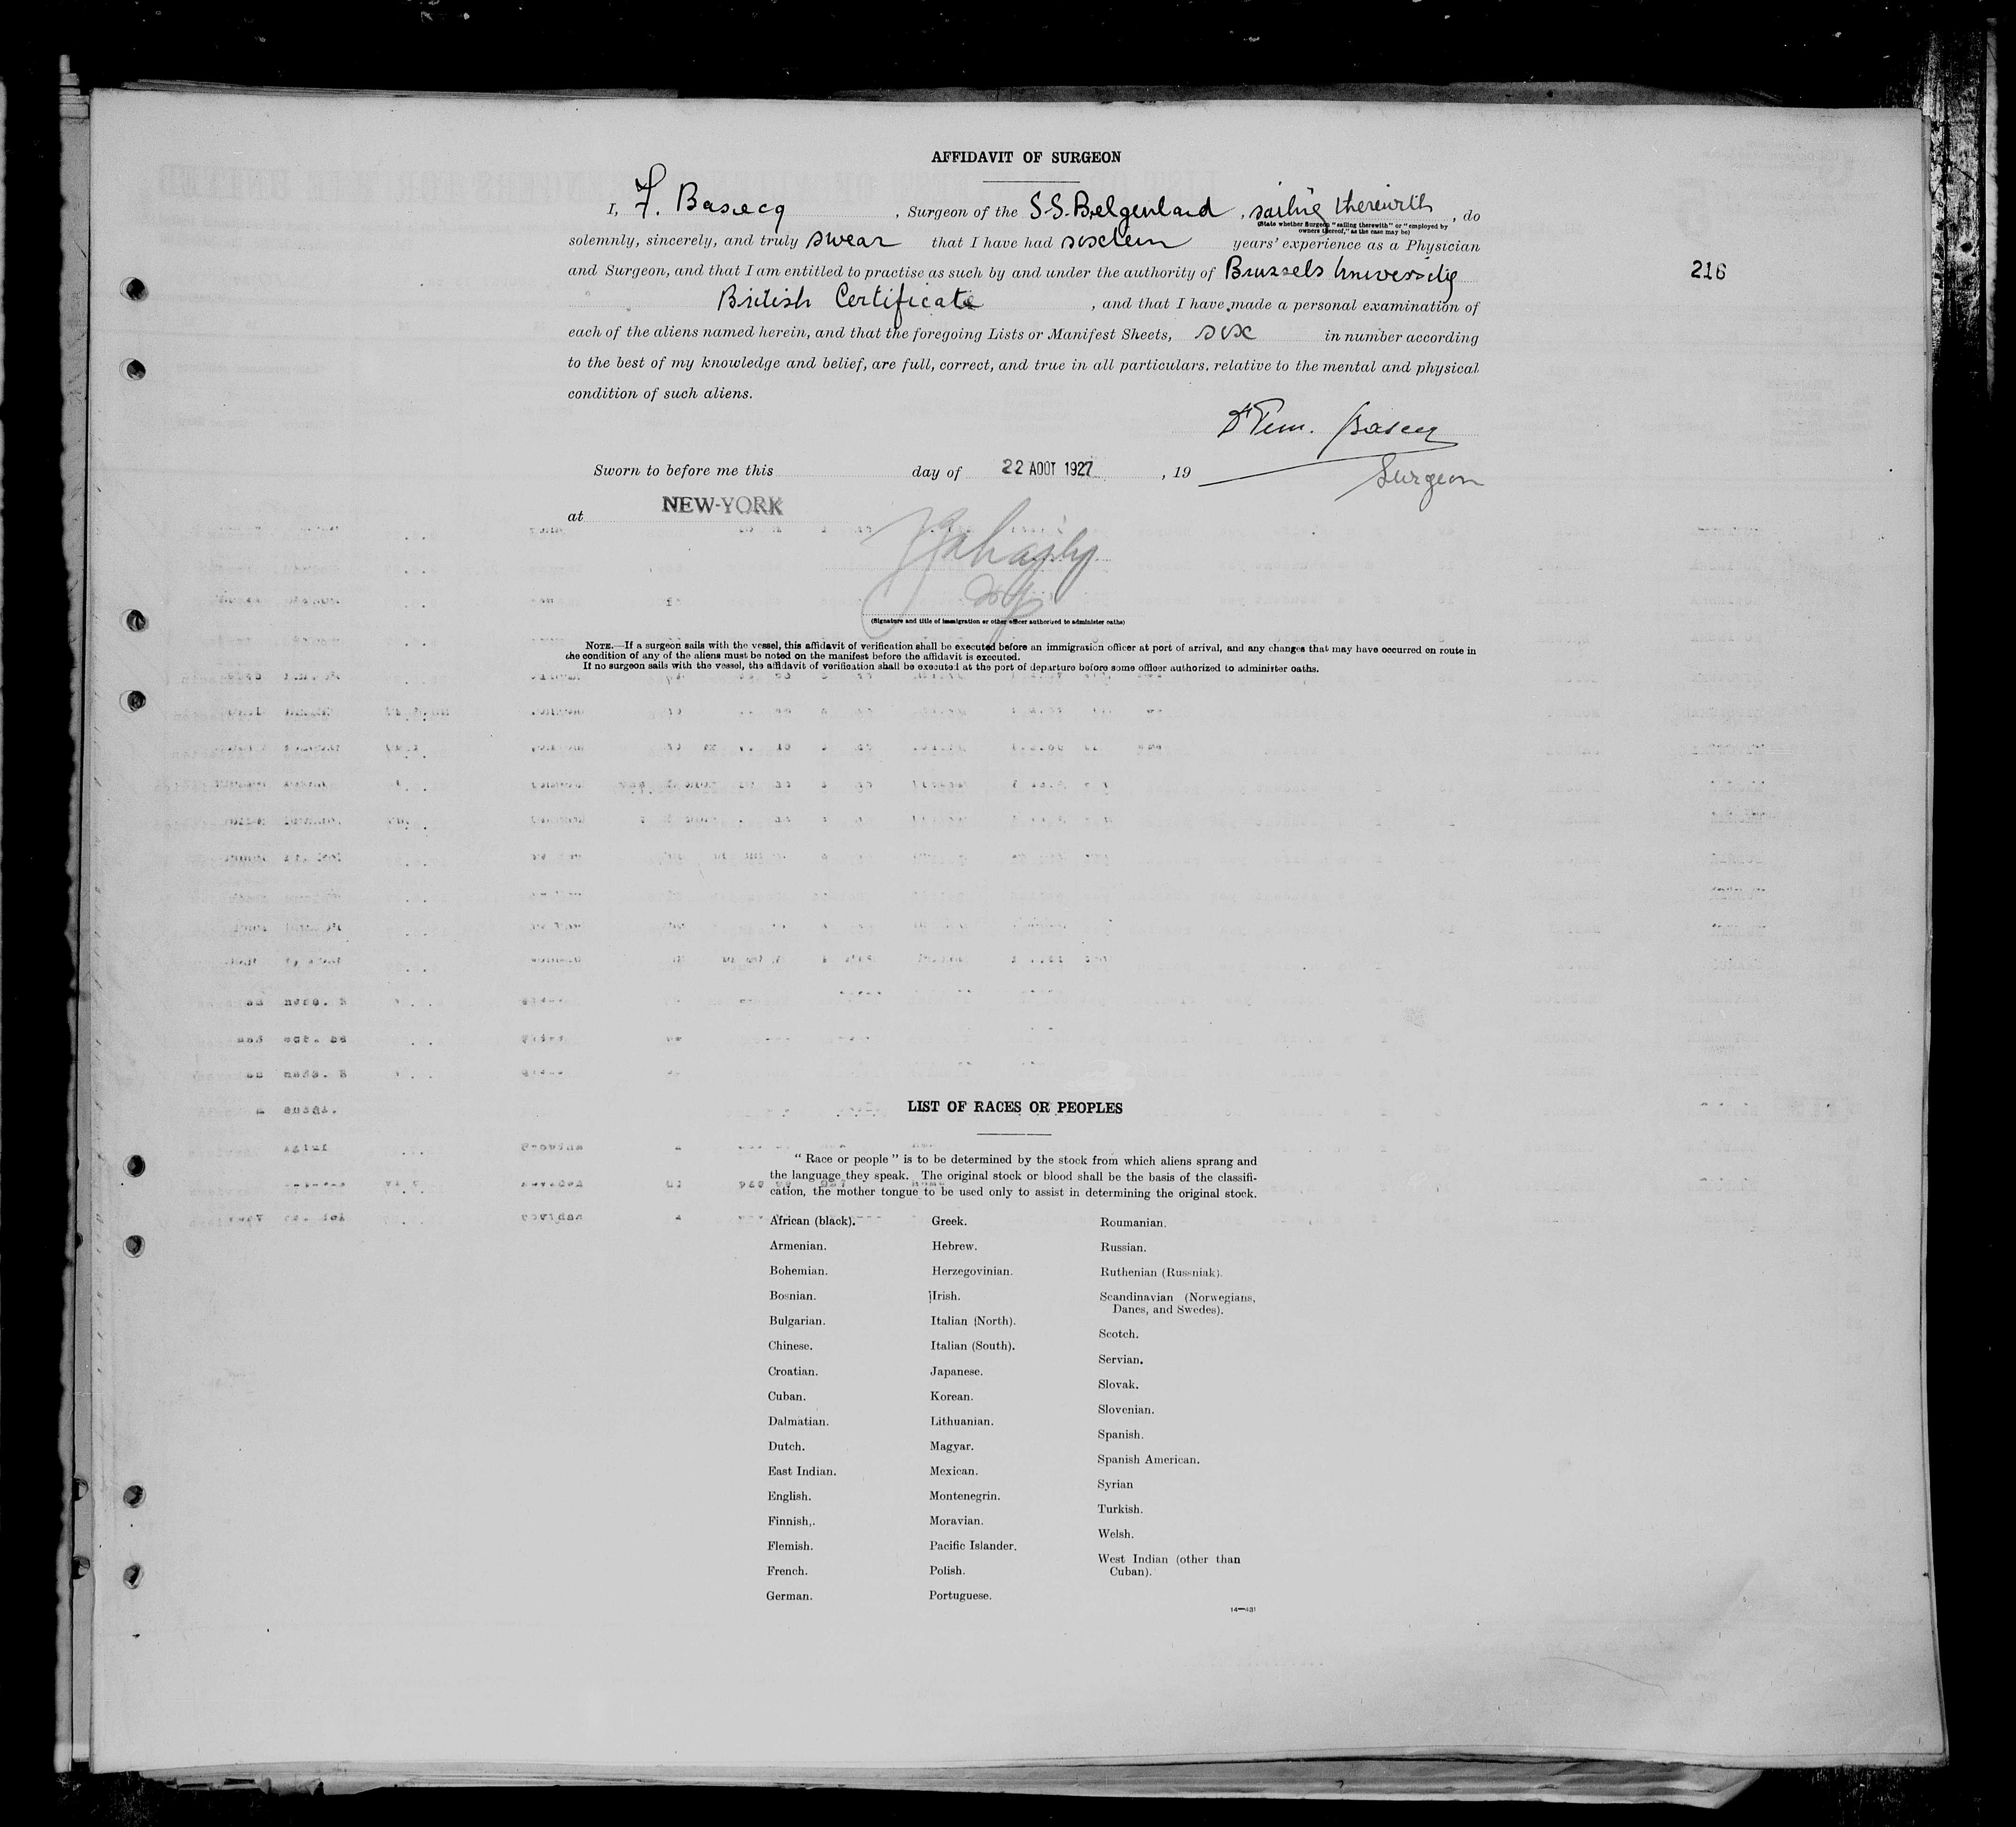 AFFIDAVIT OF SURGEON
I, F. Basecq , Surgeon of the S.S. Belgenland , sailing therewith , do
(State whether Surgeon "sailing therewith" or "employed by
owners thereof," as the case may be)
solemnly, sincerely, and truly swear that I have had sixteen years' experience as a Physician
and Surgeon, and that I am entitled to practise as such by and under the authority of Brussels University
216
British Certificate , and that I have made a personal examination of
each of the aliens named herein, and that the foregoing Lists or Manifest Sheets, six in number according
to the best of my knowledge and belief, are full, correct, and true in all particulars. relative to the mental and physical
condition of such aliens.
Basecq
Sworn to before me this day of 22 AOUT 1927 , 19
Surgeon
at NEW-YORK
(Signature and title of immigration or other officer authorized to administer oaths)
NOTE.—If a surgeon sails with the vessel, this affidavit of verification shall be executed before an immigration officer at port of arrival, and any changes that may have occurred on route in
the condition of any of the aliens must be noted on the manifest before the affidavit is executed.
If no surgeon sails with the vessel, the affidavit of verification shall be executed at the port of departure before some officer authorized to administer oaths.
LIST OF RACES OR PEOPLES
" Race or people " is to be determined by the stock from which aliens sprang and
the language they speak. The original stock or blood shall be the basis of the classifi-
cation, the mother tongue to be used only to assist in determining the original stock.
African (black).
Armenian.
Bohemian.
Bosnian.
Bulgarian.
Chinese.
Croatian.
Cuban.
Dalmatian.
Dutch.
East Indian.
English.
Finnish,.
Flemish.
French.
German.
Greek.
Hebrew.
Herzegovinian.
Irish.
Italian (North).
Italian (South).
Japanese.
Korean.
Lithuanian.
Magyar.
Mexican.
Montenegrin.
Moravian.
Pacific Islander.
Polish.
Portuguese.
Roumanian.
Russian.
Ruthenian (Russniak).
Scandinavian (Norwegians,
Danes, and Swedes).
Scotch.
Servian.
Slovak.
Slovenian.
Spanish.
Spanish American.
Syrian
Turkish.
Welsh.
West Indian (other than
Cuban).
14—431